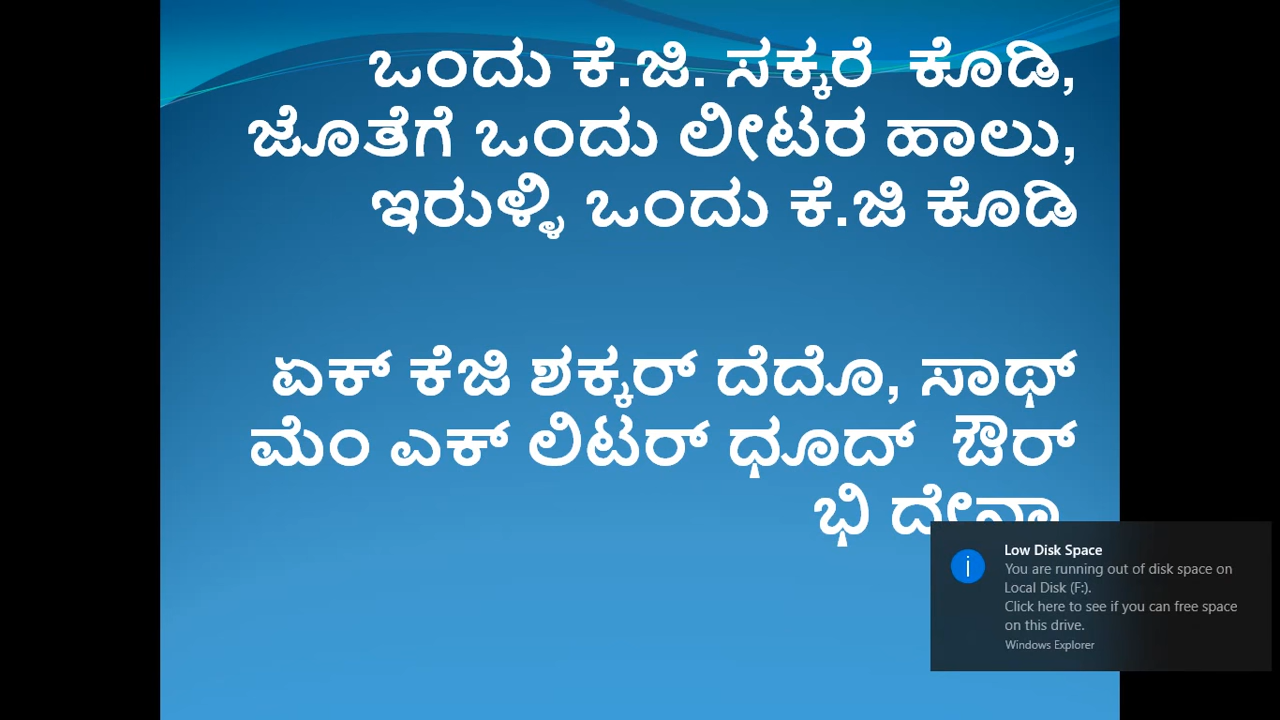 ಒಂದು ಕೆ.ಜಿ. ಸಕ್ಕರೆ ಕೊಡಿ,
ಜೊತೆಗೆ ಒಂದು ಲೀಟರ ಹಾಲು,
ಇರುಳ್ಳಿ ಒಂದು ಕೆ.ಜಿ ಕೊಡಿ
ಏಕ್ ಕೆಜಿ ಶಕ್ಕರ್ ದೆದೊ, ಸಾಥ್
ಮೆಂ ಎಕ್ ಲಿಟರ್ ಧೂದ್ ಔರ್
ಭಿ ದೇನಾ
Low Disk Space
You are running out of disk space on
Local Disk (F:).
Click here to see if you can free space
on this drive.
Windows Explorer